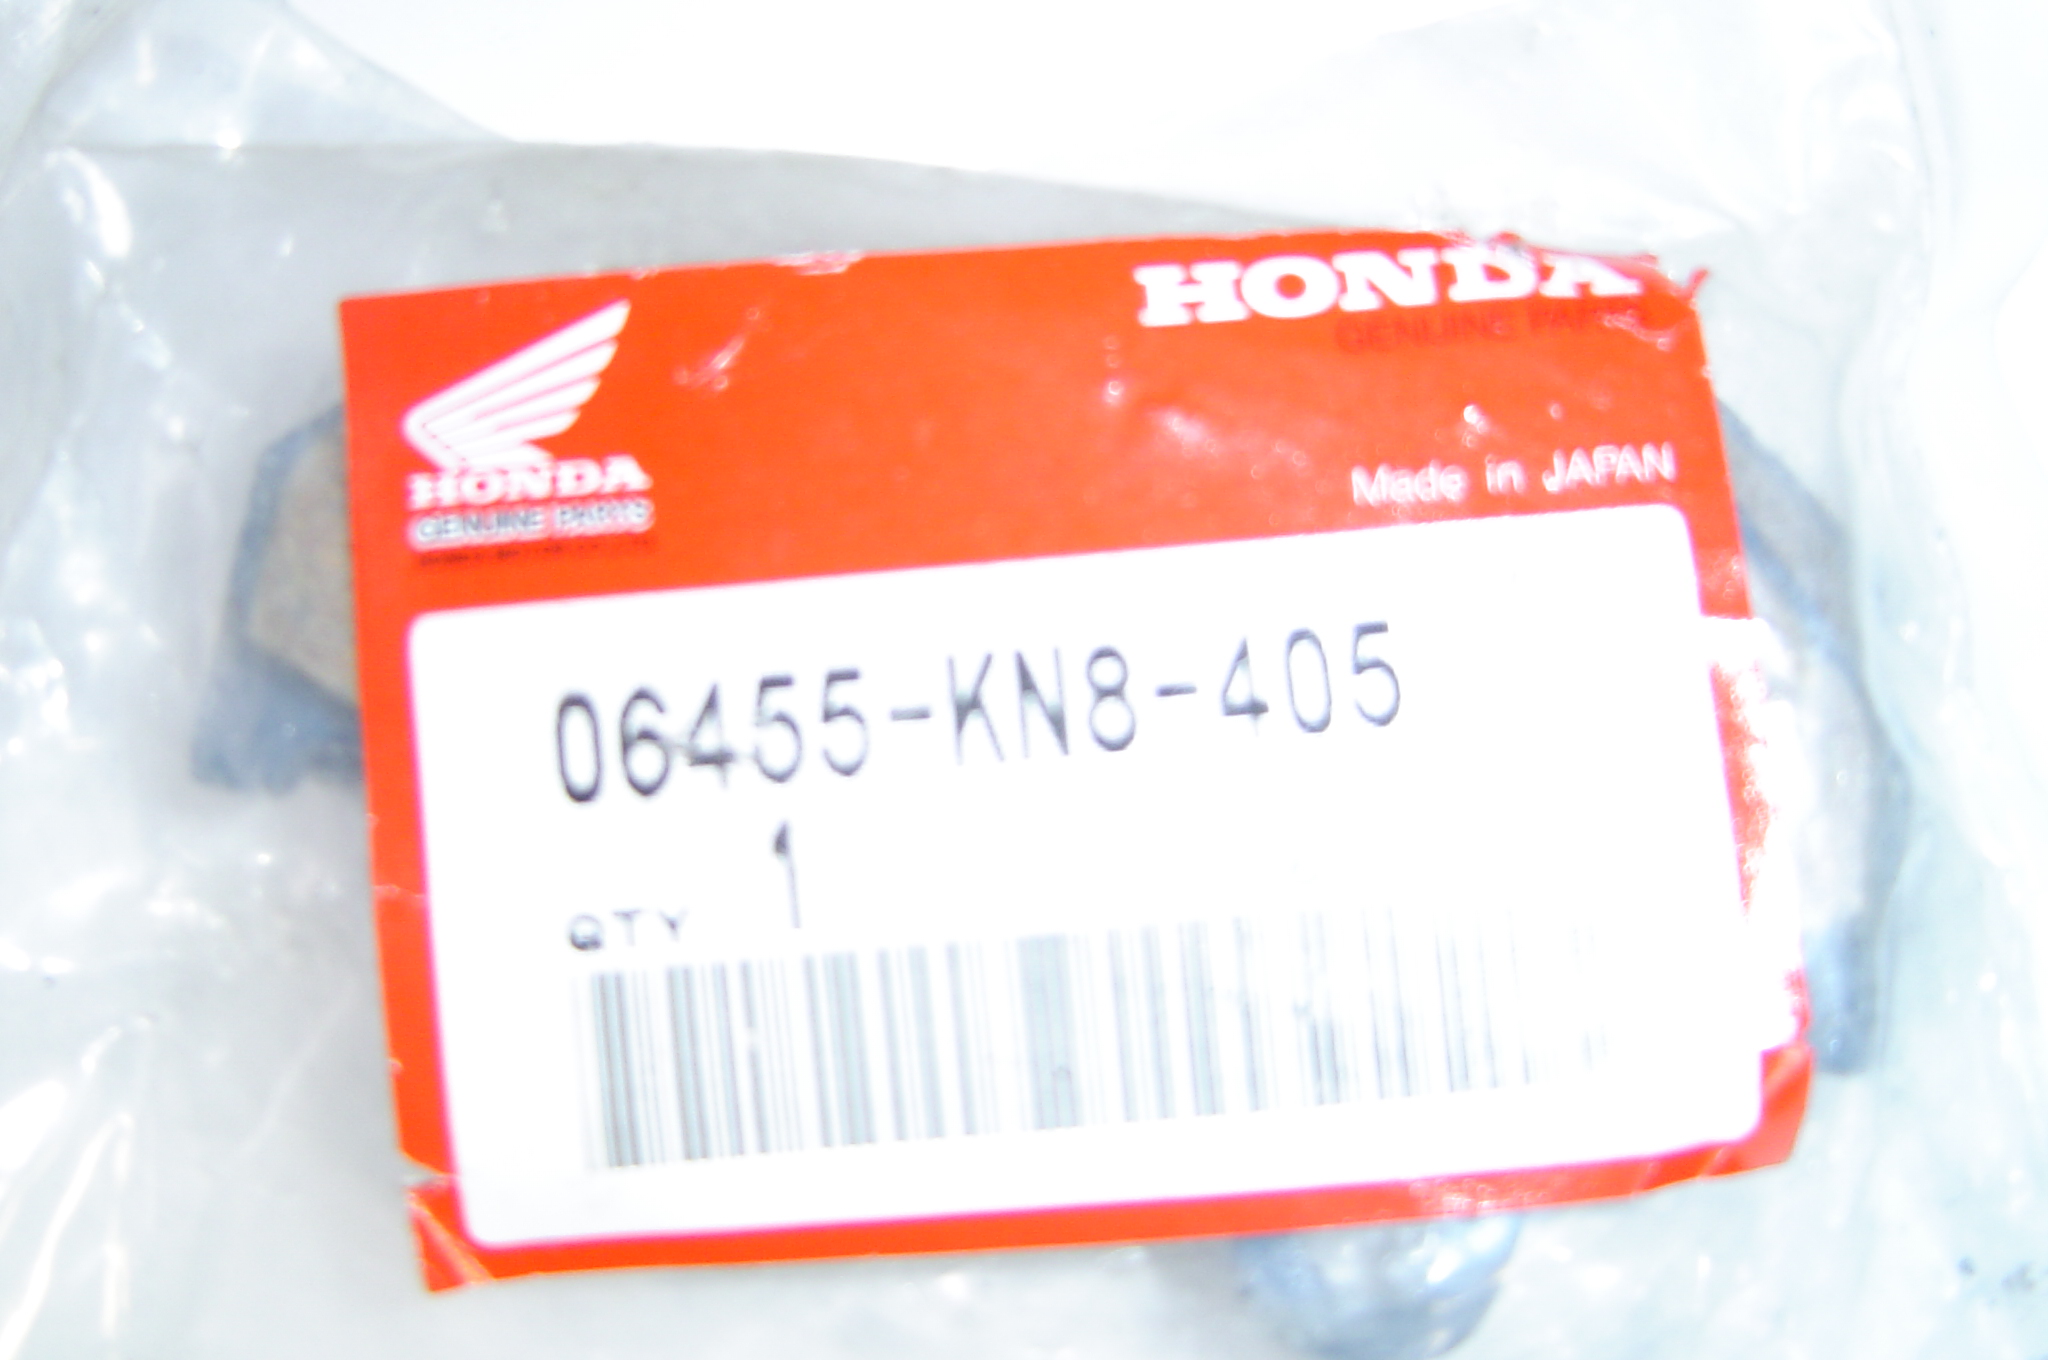 HONDA
GENUINE PARTS
HONDA
GENUINE PARTS
Made in JAPAN
06455-KN8-405
QTY 1